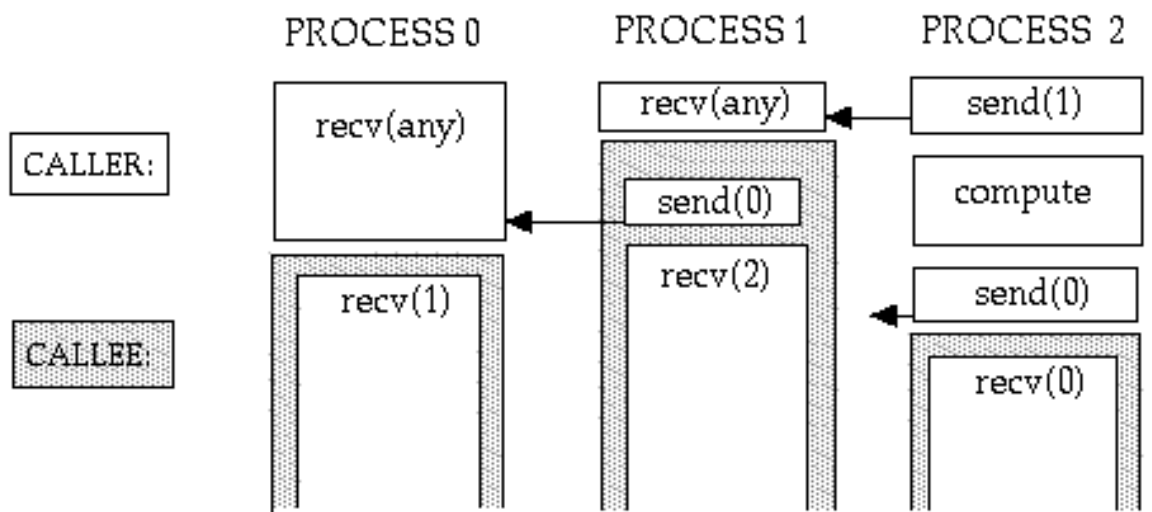 PROCESS 0
PROCESS 1
PROCESS 2
recv(any)
recv(any)
send(1)
CALLER:
send(0)
compute
recv(1)
recv(2)
send(0)
CALLEE:
recv(0)